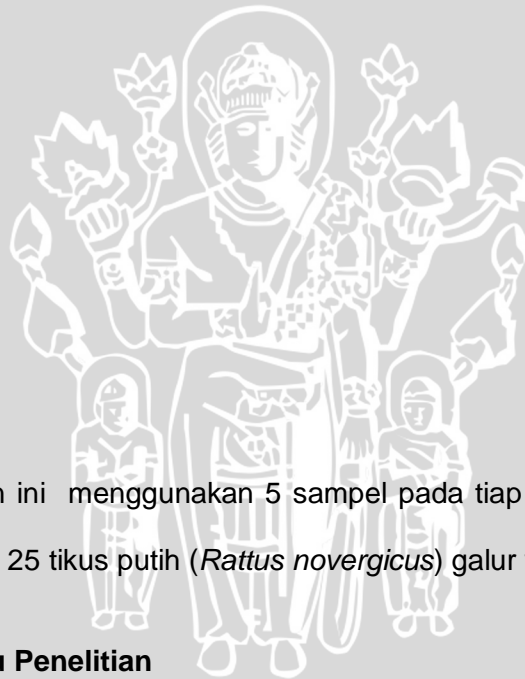 n ini menggunakan 5 sampel pada tiap
25 tikus putih (Rattus novergicus) galur
u Penelitian